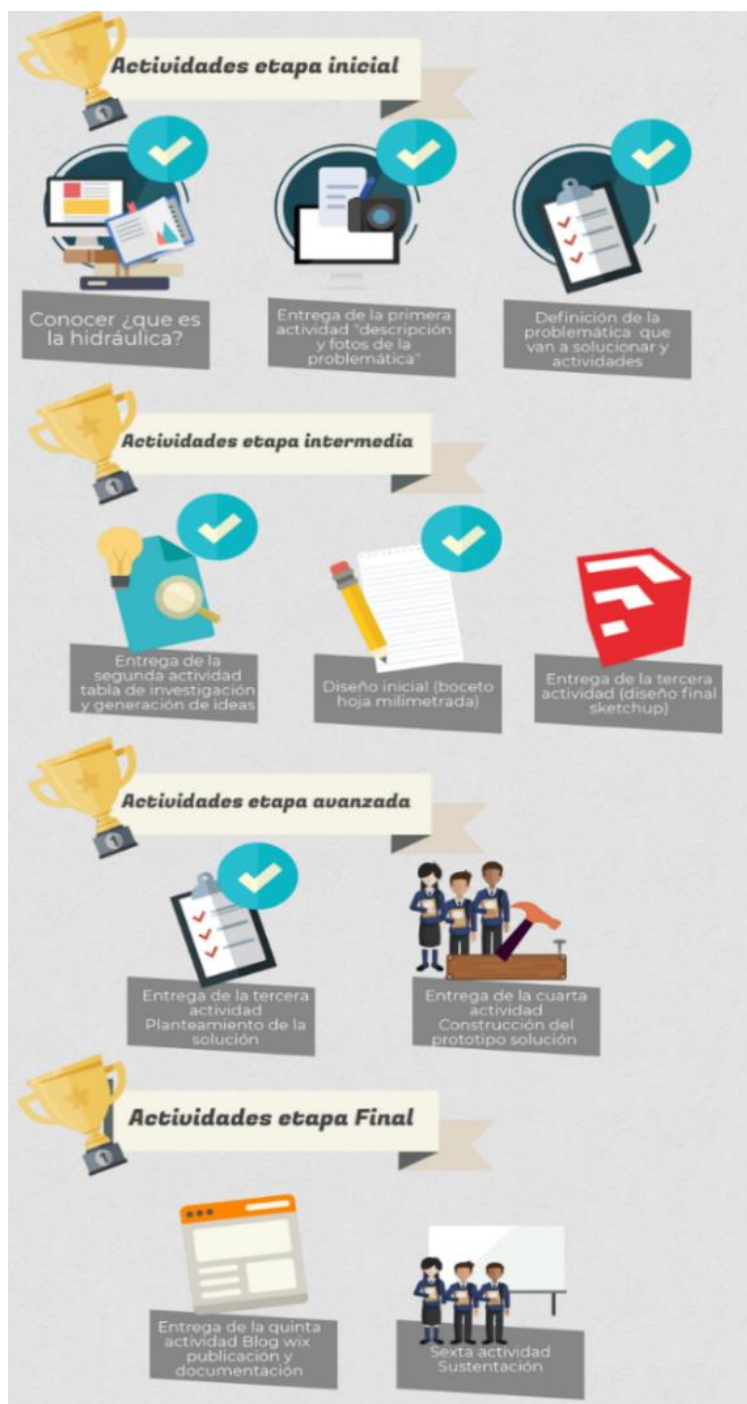 Actividades etapa inicial
Conocer ¿que es
la hidráulica?
Entrega de la primera
actividad "descripción
y fotos de la
problemática"
Definición de la
problemática que
van a solucionar y
actividades
Actividades etapa intermedia
Entrega de la
segunda actividad
tabla de investigación
y generación de ideas
Diseño inicial (boceto
hoja milimetrada)
Entrega de la tercera
actividad (diseño final
sketchup)
Actividades etapa avanzada
Entrega de la tercera
actividad
Planteamiento de la
solución
Entrega de la cuarta
actividad
Construcción del
prototipo solución
Actividades etapa Final
Entrega de la quinta
actividad Blog wix
publicación y
documentación
Sexta actividad
Sustentación